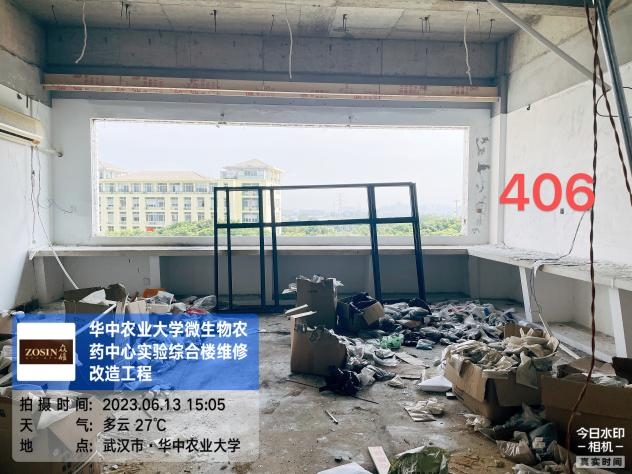 406
ZOSIN 众雄
华中农业大学微生物农
药中心实验综合楼维修
改造工程
拍摄时间: 2023.06.13 15:05
天气: 多云 27℃
地点: 武汉市·华中农业大学
今日水印
-相机-
真实时间